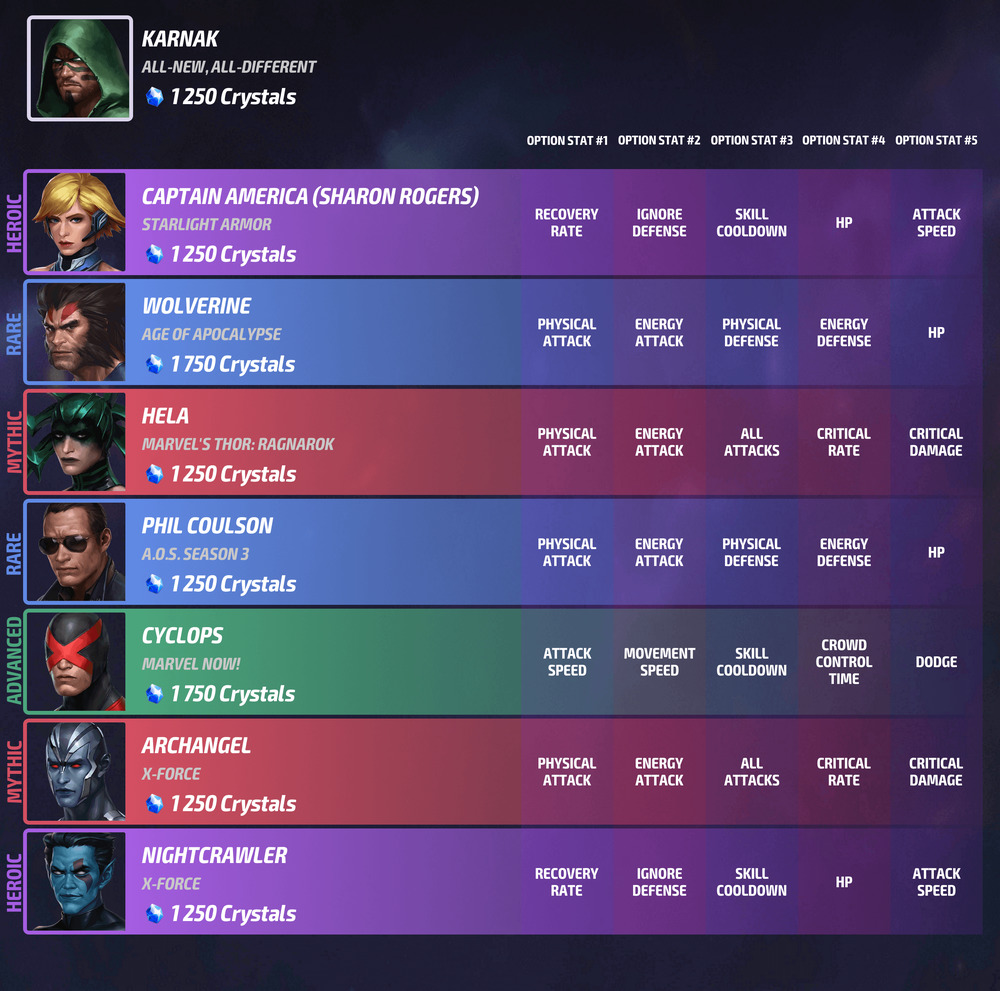 KARNAK
ALL-NEW, ALL-DIFFERENT
1 250 Crystals
OPTION STAT #1 OPTION STAT #2 OPTION STAT #3 OPTION STAT #4 OPTION STAT #5
HEROIC
CAPTAIN AMERICA (SHARON ROGERS)
STARLIGHT ARMOR
1 250 Crystals
RECOVERY
RATE
IGNORE
DEFENSE
SKILL
COOLDOWN
HP
ATTACK
SPEED
RARE
WOLVERINE
AGE OF APOCALYPSE
1 750 Crystals
PHYSICAL
ATTACK
ENERGY
ATTACK
PHYSICAL
DEFENSE
ENERGY
DEFENSE
HP
MYTHIC
HELA
MARVEL'S THOR: RAGNAROK
1 250 Crystals
PHYSICAL
ATTACK
ENERGY
ATTACK
ALL
ATTACKS
CRITICAL
RATE
CRITICAL
DAMAGE
RARE
PHIL COULSON
A.O.S. SEASON 3
1 250 Crystals
PHYSICAL
ATTACK
ENERGY
ATTACK
PHYSICAL
DEFENSE
ENERGY
DEFENSE
HP
ADVANCED
CYCLOPS
MARVEL NOW!
1 750 Crystals
ATTACK
SPEED
MOVEMENT
SPEED
SKILL
COOLDOWN
CROWD
CONTROL
TIME
DODGE
MYTHIC
ARCHANGEL
X-FORCE
1 250 Crystals
PHYSICAL
ATTACK
ENERGY
ATTACK
ALL
ATTACKS
CRITICAL
RATE
CRITICAL
DAMAGE
HEROIC
NIGHTCRAWLER
X-FORCE
1 250 Crystals
RECOVERY
RATE
IGNORE
DEFENSE
SKILL
COOLDOWN
HP
ATTACK
SPEED